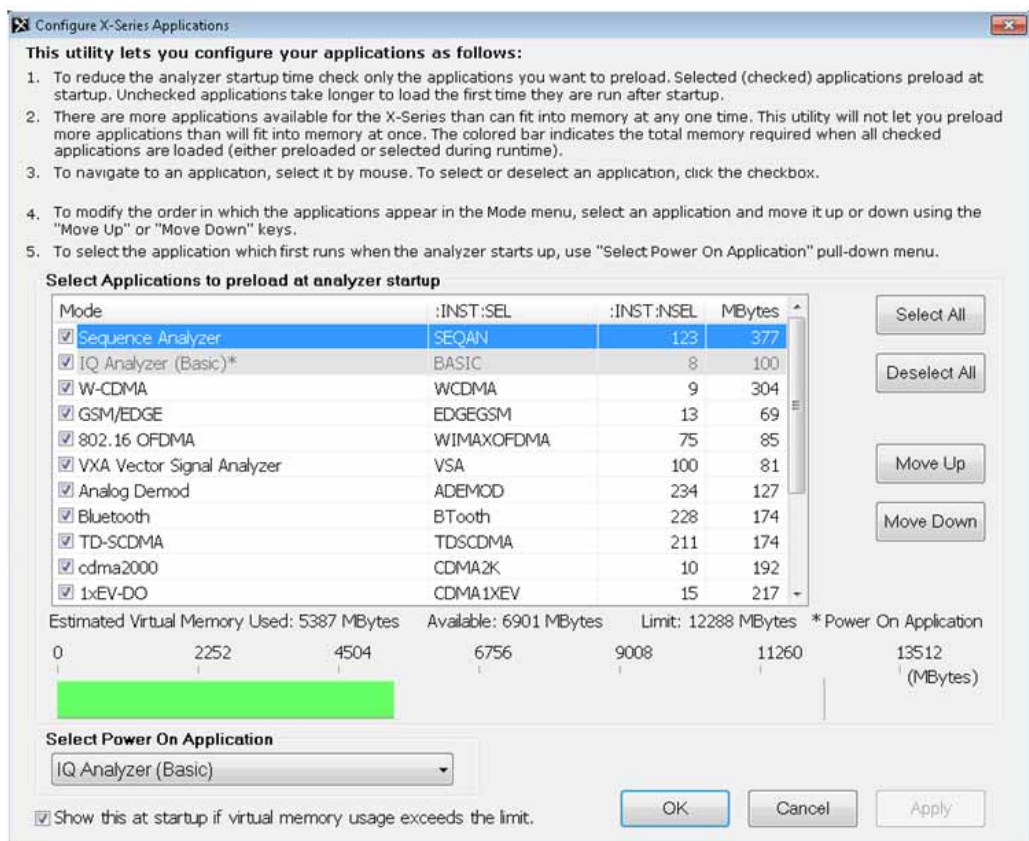 Configure X-Series Applications
This utility lets you configure your applications as follows:
1. To reduce the analyzer startup time check only the applications you want to preload. Selected (checked) applications preload at
startup. Unchecked applications take longer to load the first time they are run after startup.
2. There are more applications available for the X-Series than can fit into memory at any one time. This utility will not let you preload
more applications than will fit into memory at once. The colored bar indicates the total memory required when all checked
applications are loaded (either preloaded or selected during runtime).
3. To navigate to an application, select it by mouse. To select or deselect an application, click the checkbox.
4. To modify the order in which the applications appear in the Mode menu, select an application and move it up or down using the
"Move Up" or "Move Down" keys.
5. To select the application which first runs when the analyzer starts up, use "Select Power On Application" pull-down menu.
Select Applications to preload at analyzer startup
Mode :INST:SEL :INST:NSEL MBytes
Sequence Analyzer SEQAN 123 377
IQ Analyzer (Basic)* BASIC 8 100
W-CDMA WCDMA 9 304
GSM/EDGE EDGEGSM 13 69
802.16 OFDMA WIMAXOFDMA 75 85
VXA Vector Signal Analyzer VSA 100 81
Analog Demod ADEMOD 234 127
Bluetooth BTooth 228 174
TD-SCDMA TDSCDMA 211 174
cdma2000 CDMA2K 10 192
1xEV-DO CDMA1XEV 15 217
Select All
Deselect All
Move Up
Move Down
Estimated Virtual Memory Used: 5387 MBytes Available: 6901 MBytes Limit: 12288 MBytes * Power On Application
0 2252 4504 6756 9008 11260 13512
(MBytes)
Select Power On Application
IQ Analyzer (Basic)
Show this at startup if virtual memory usage exceeds the limit.
OK Cancel Apply